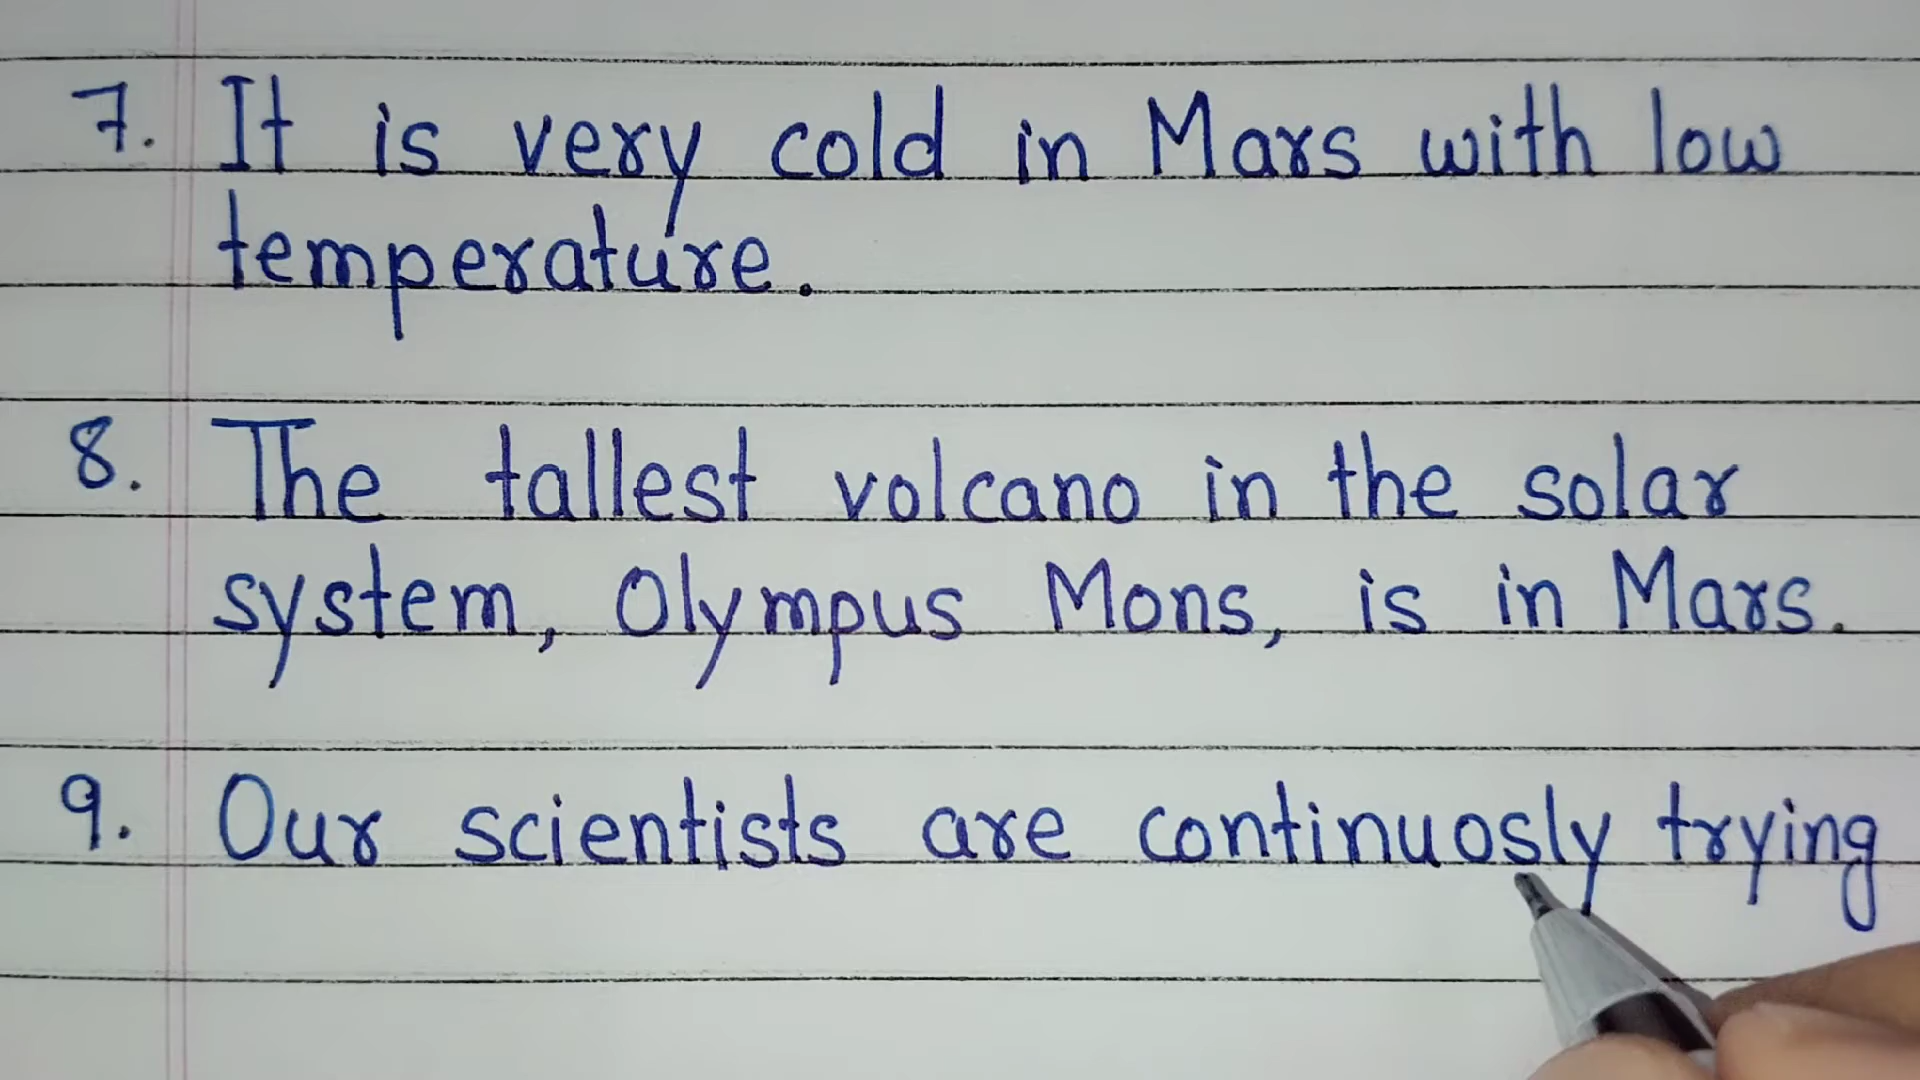 7. It is very cold in Mars with low
temperature.
8. The tallest volcano in the solar
system, Olympus Mons, is in Mars.
9. Our scientists are continuosly trying